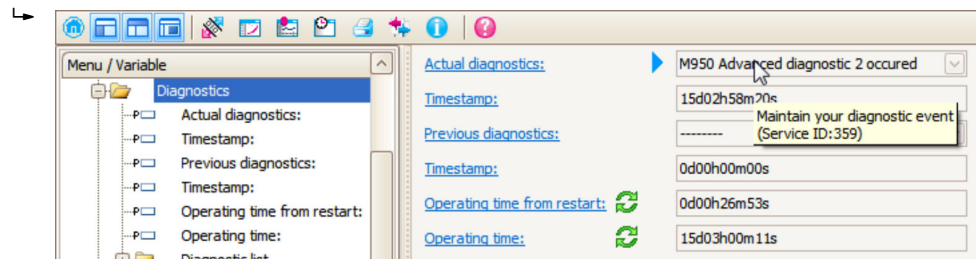 Menu / Variable
Diagnostics
Actual diagnostics:
Timestamp:
Previous diagnostics:
Timestamp:
Operating time from restart:
Operating time:
Diagnostic list
Actual diagnostics: M950 Advanced diagnostic 2 occured
Timestamp: 15d02h58m20s
Maintain your diagnostic event
(Service ID:359)
Previous diagnostics: --------
Timestamp: 0d00h00m00s
Operating time from restart: 0d00h26m53s
Operating time: 15d03h00m11s